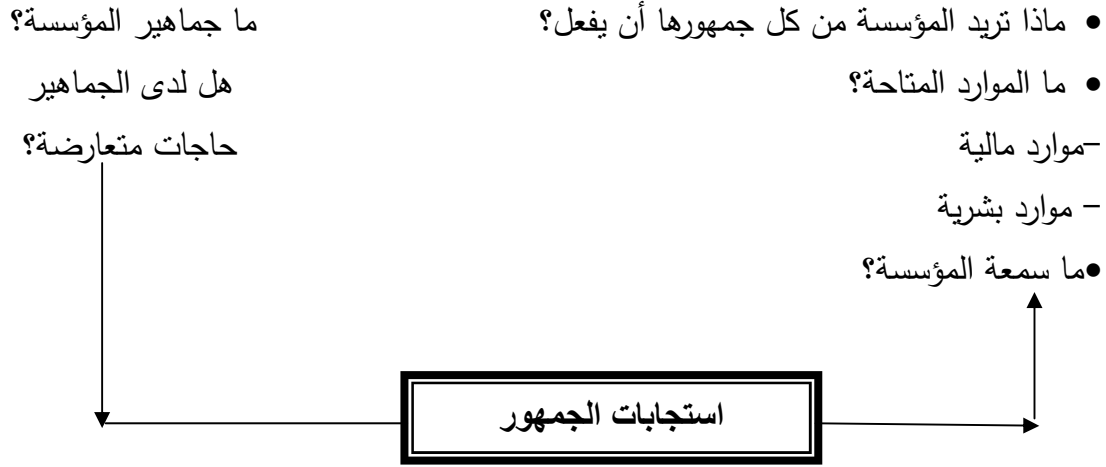 • ماذا تريد المؤسسة من كل جمهورها أن يفعل؟
• ما الموارد المتاحة؟
–موارد مالية
– موارد بشرية
•ما سمعة المؤسسة؟
ما جماهير المؤسسة؟
هل لدى الجماهير
حاجات متعارضة؟
استجابات الجمهور